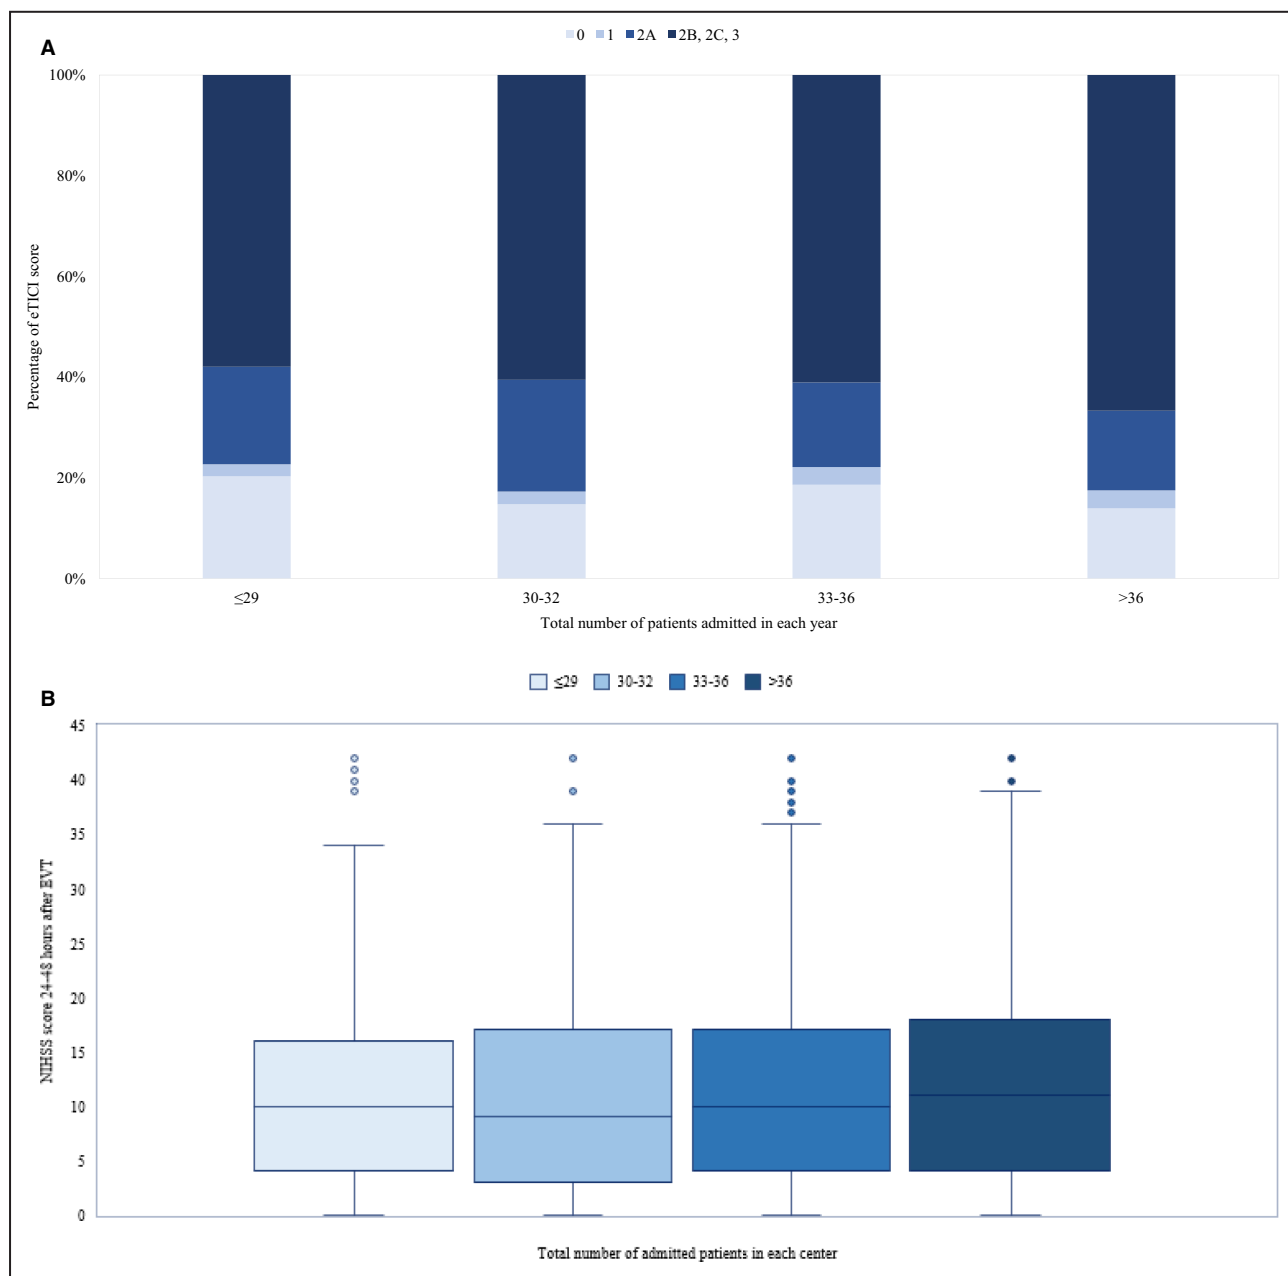 A
0 1 2A 2B, 2C, 3
100%
80%
60%
40%
20%
0%
Percentage of eTICI score
≤29 30-32 33-36 >36
Total number of patients admitted in each year
B
≤29 30-32 33-36 >36
45
40
35
30
25
20
15
10
5
0
NIHSS score 24-48 hours after EVT
Total number of admitted patients in each center